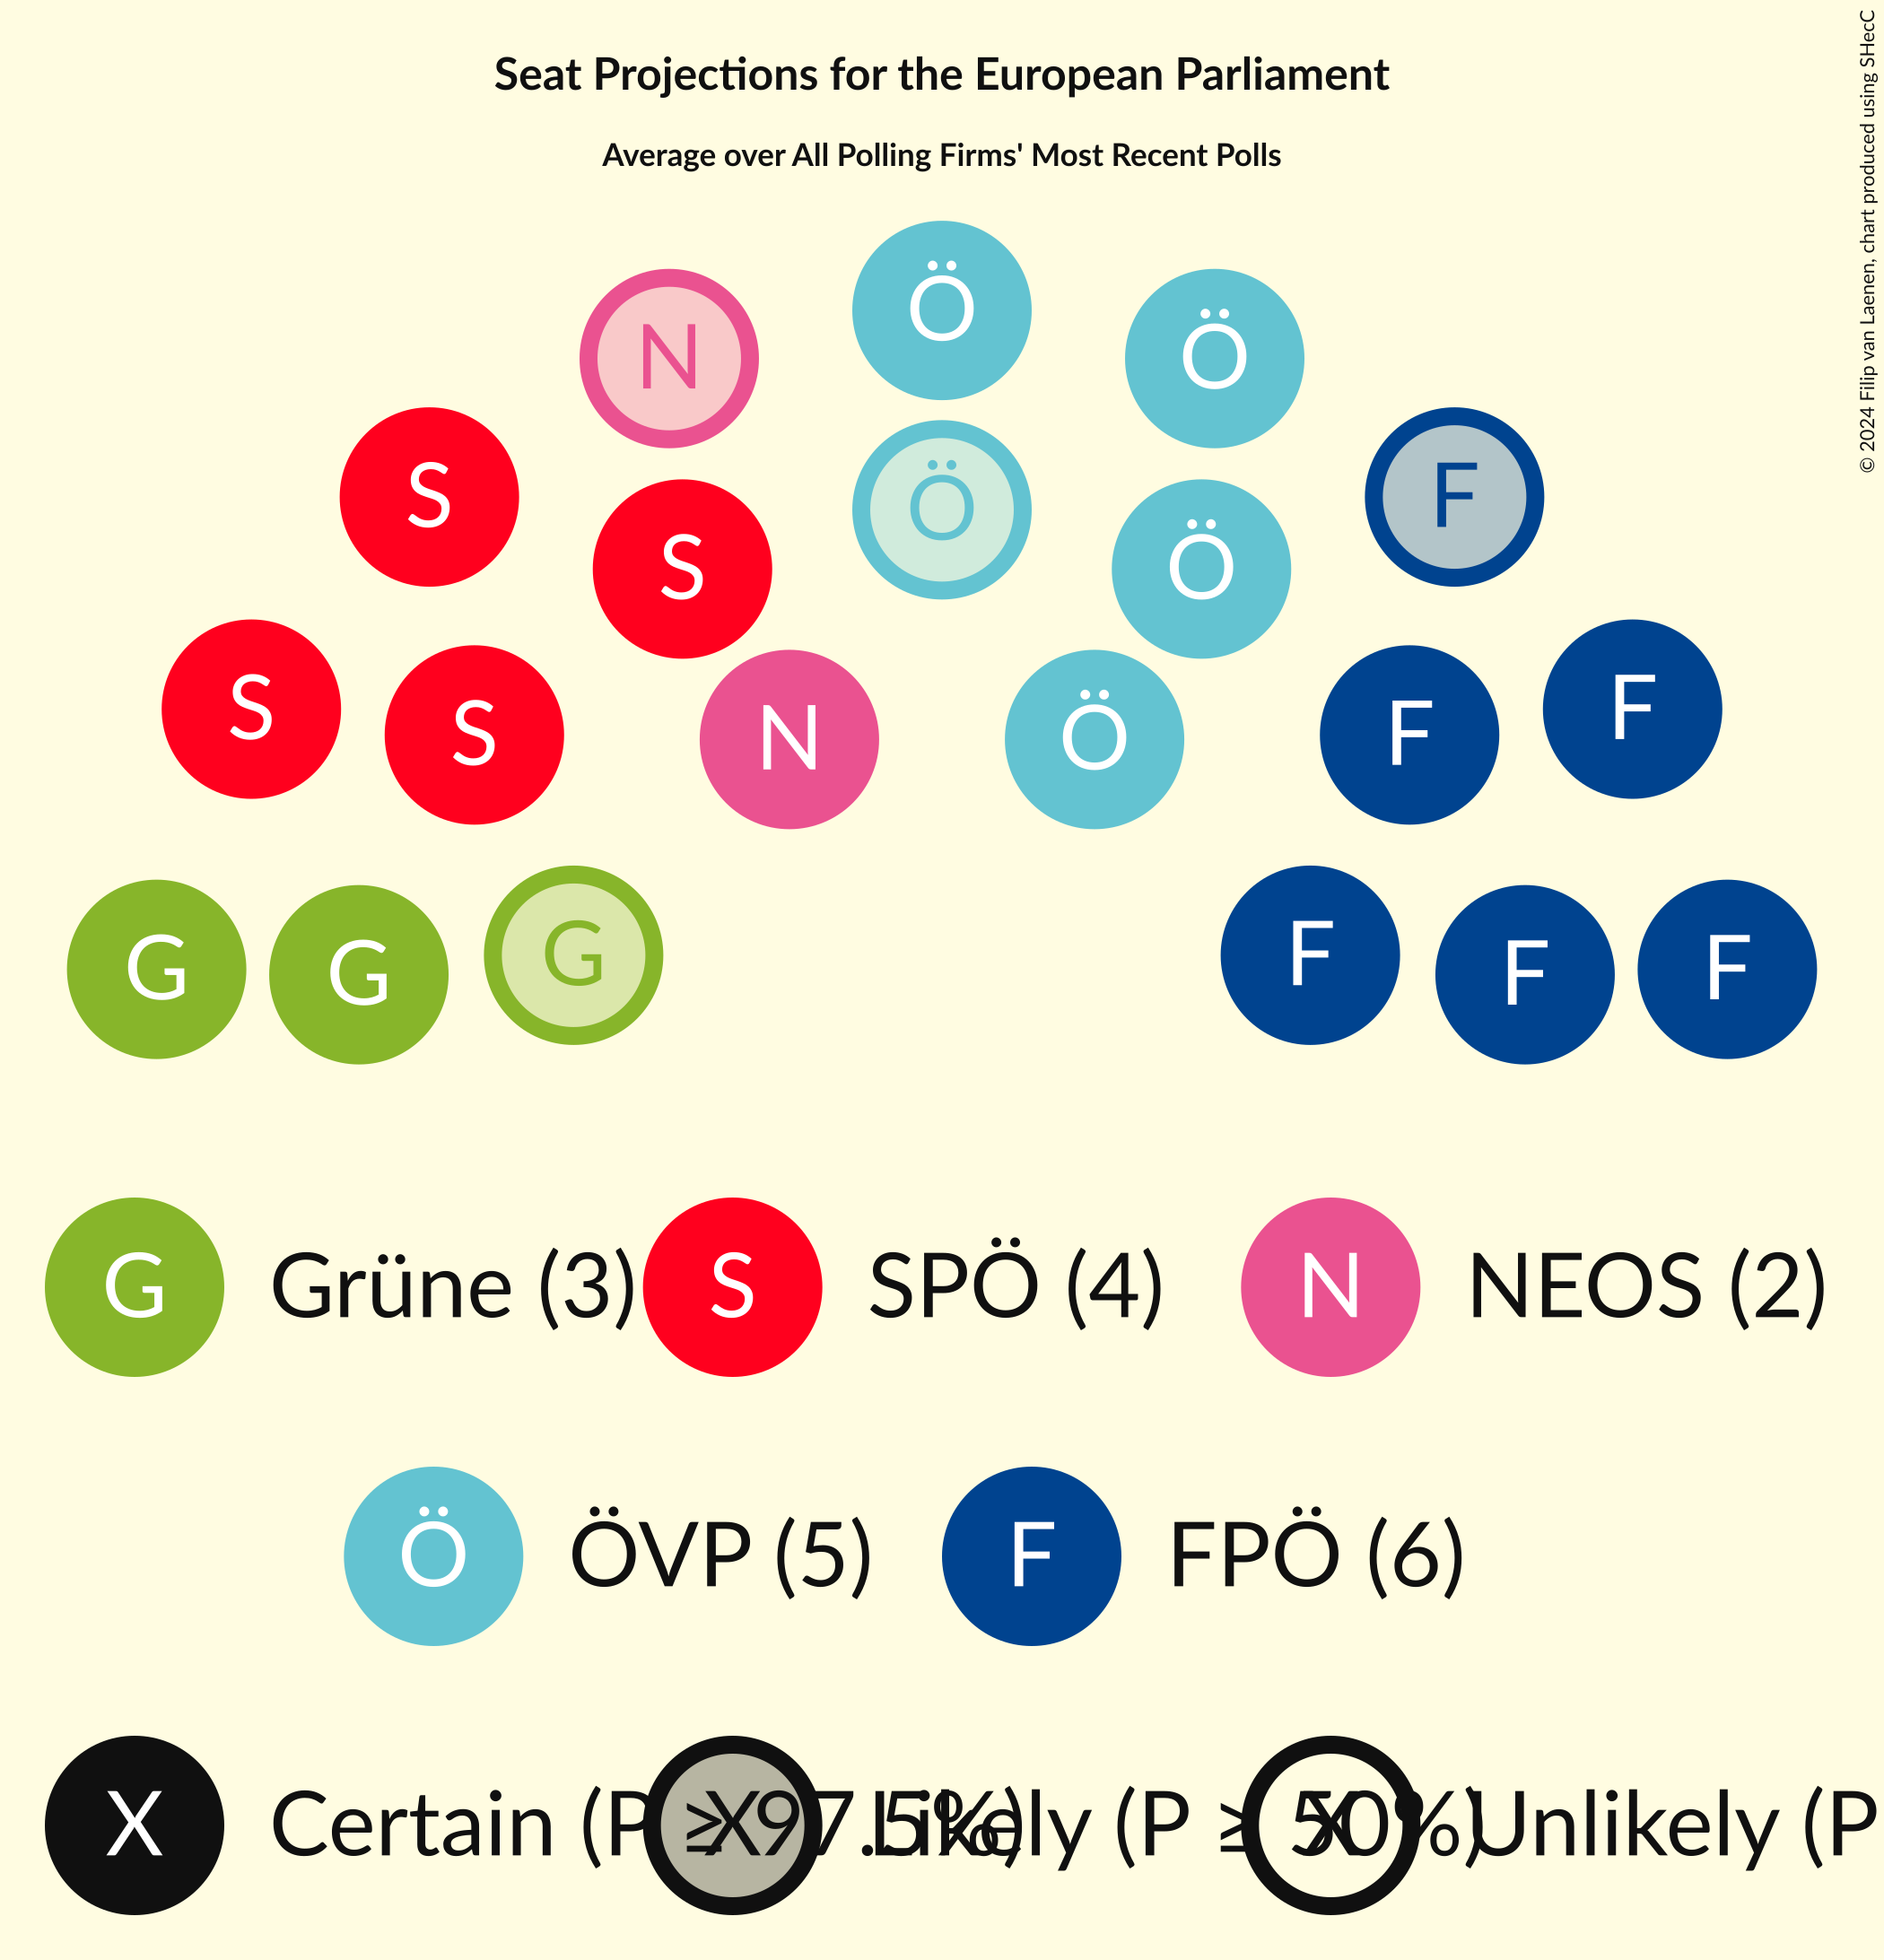 Seat Projections for the European Parliament
Average over All Polling Firms' Most Recent Polls
© 2024 Filip van Laenen, chart produced using SHecC
Ö
N Ö
S Ö F
S Ö
S S N Ö F F
G G G F F F
G Grüne (3) S SPÖ (4) N NEOS (2)
Ö ÖVP (5) F FPÖ (6)
X Certain (P ≥ 97.5%) X Likely (P ≥ 50%) X Unlikely (P